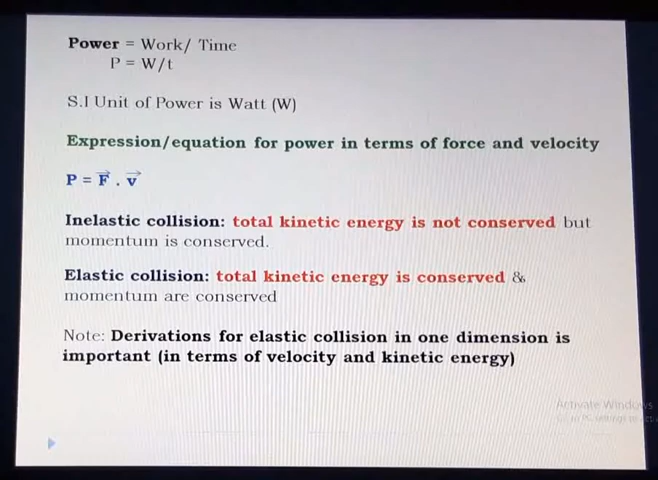 Power = Work/ Time
P = W/t
S.I Unit of Power is Watt (W)
Expression/equation for power in terms of force and velocity
P = F⃗ . v⃗
Inelastic collision: total kinetic energy is not conserved but
momentum is conserved.
Elastic collision: total kinetic energy is conserved &
momentum are conserved
Note: Derivations for elastic collision in one dimension is
important (in terms of velocity and kinetic energy)
Activate Windows